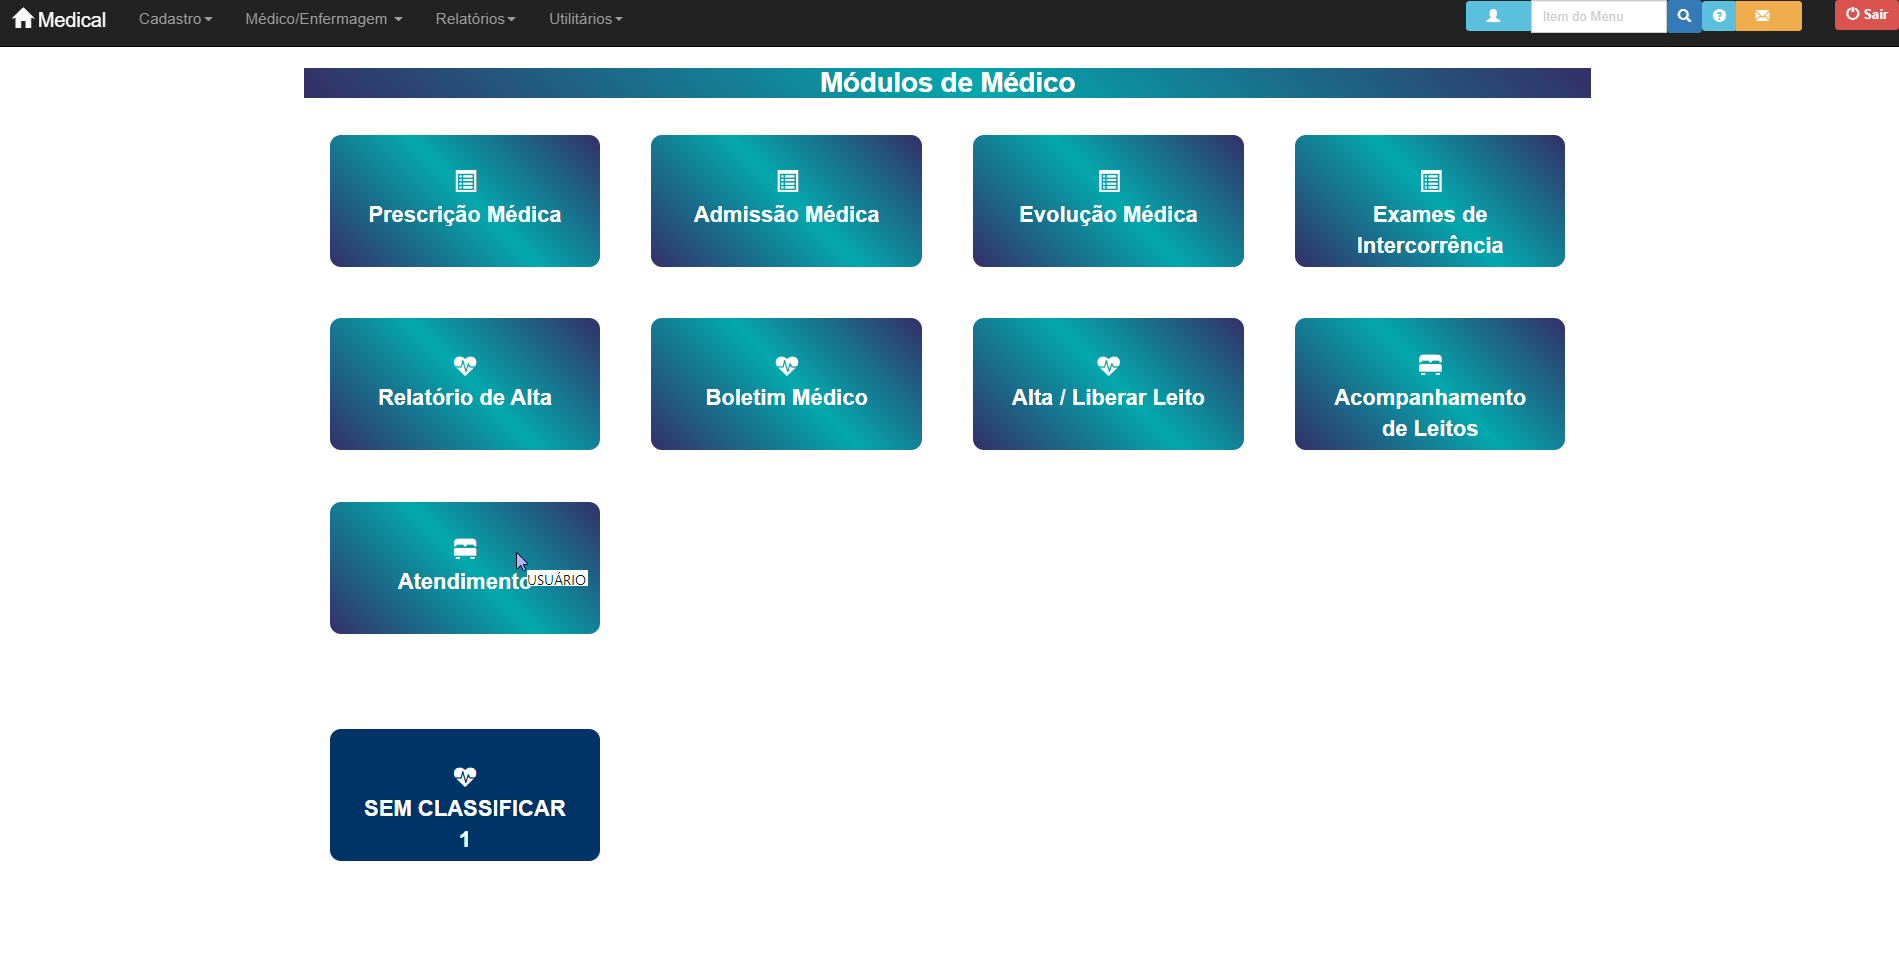 Medical
Cadastro
Médico/Enfermagem
Relatórios
Utilitários
Item do Menu
Sair
Módulos de Médico
Prescrição Médica
Admissão Médica
Evolução Médica
Exames de
Intercorrência
Relatório de Alta
Boletim Médico
Alta / Liberar Leito
Acompanhamento
de Leitos
Atendimento
USUÁRIO
SEM CLASSIFICAR
1